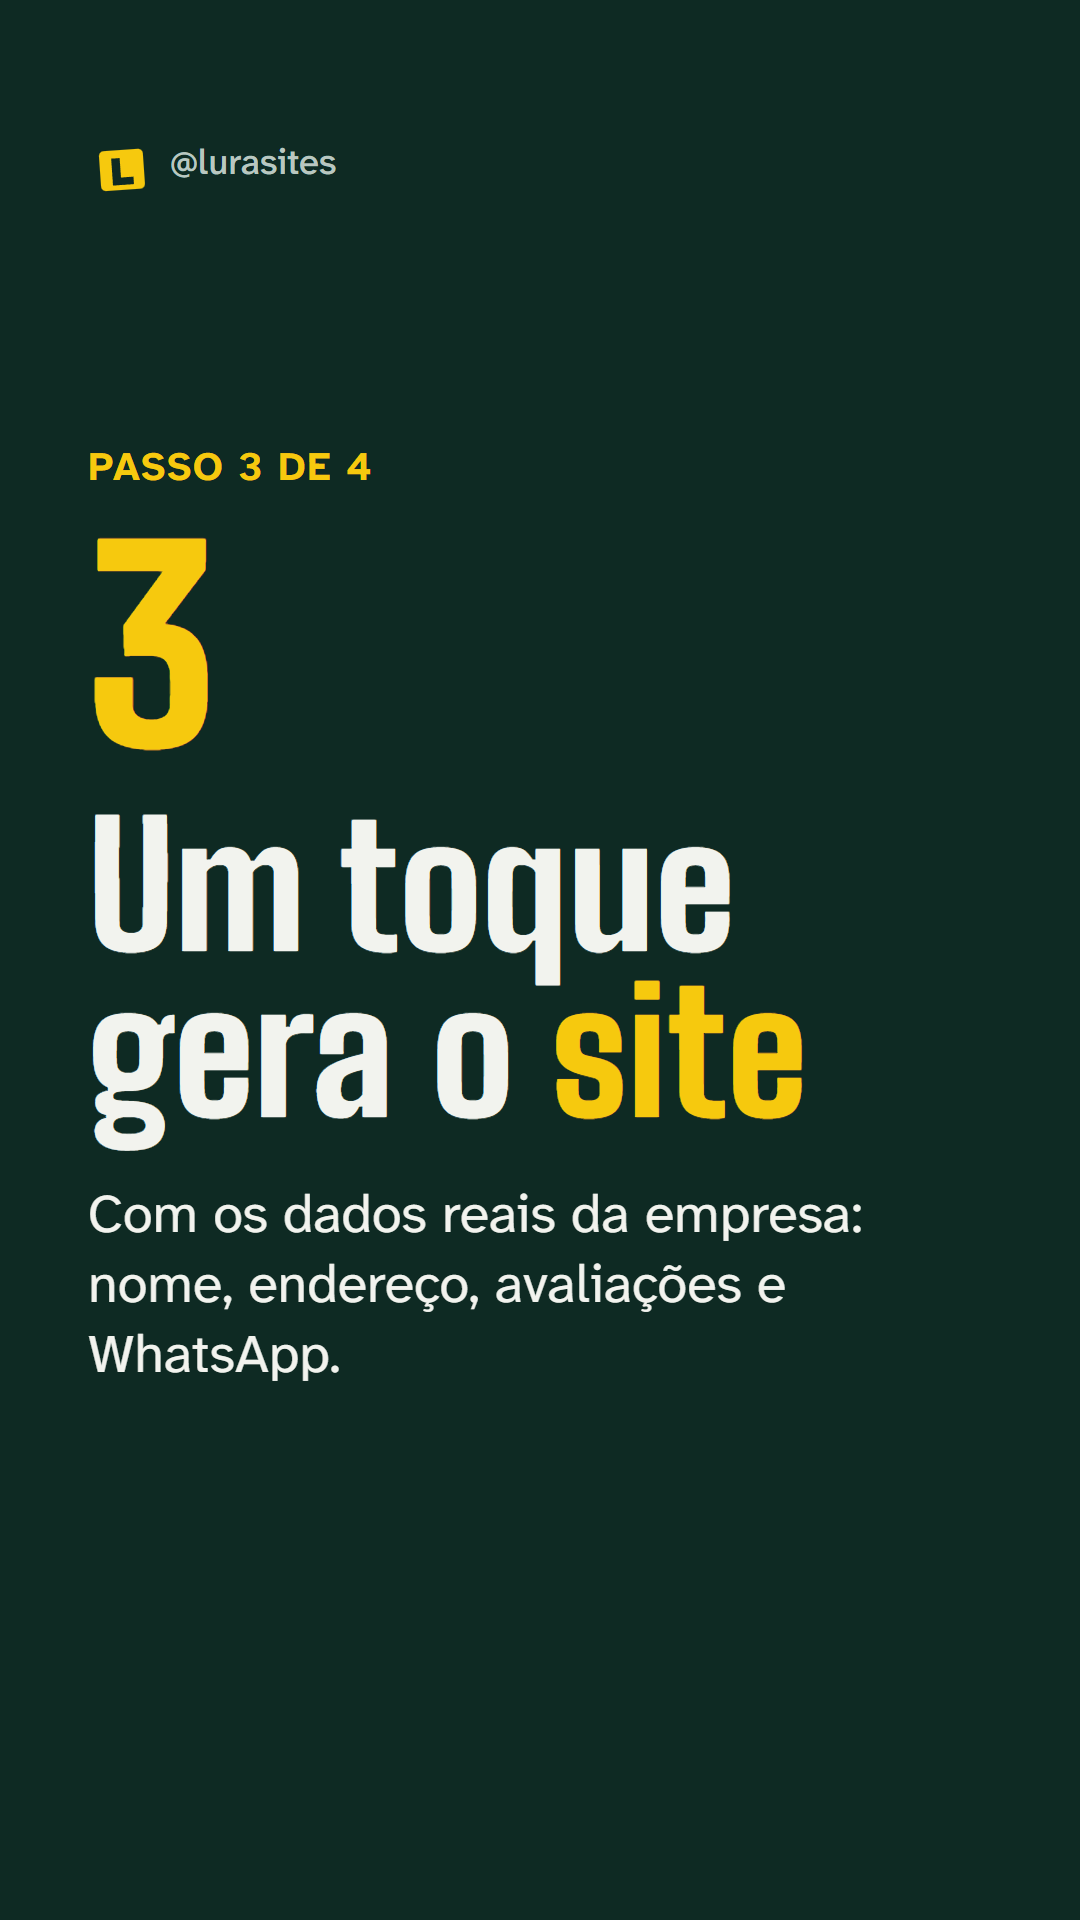 L @lurasites
PASSO 3 DE 4
3
Um toque
gera o site
Com os dados reais da empresa:
nome, endereço, avaliações e
WhatsApp.